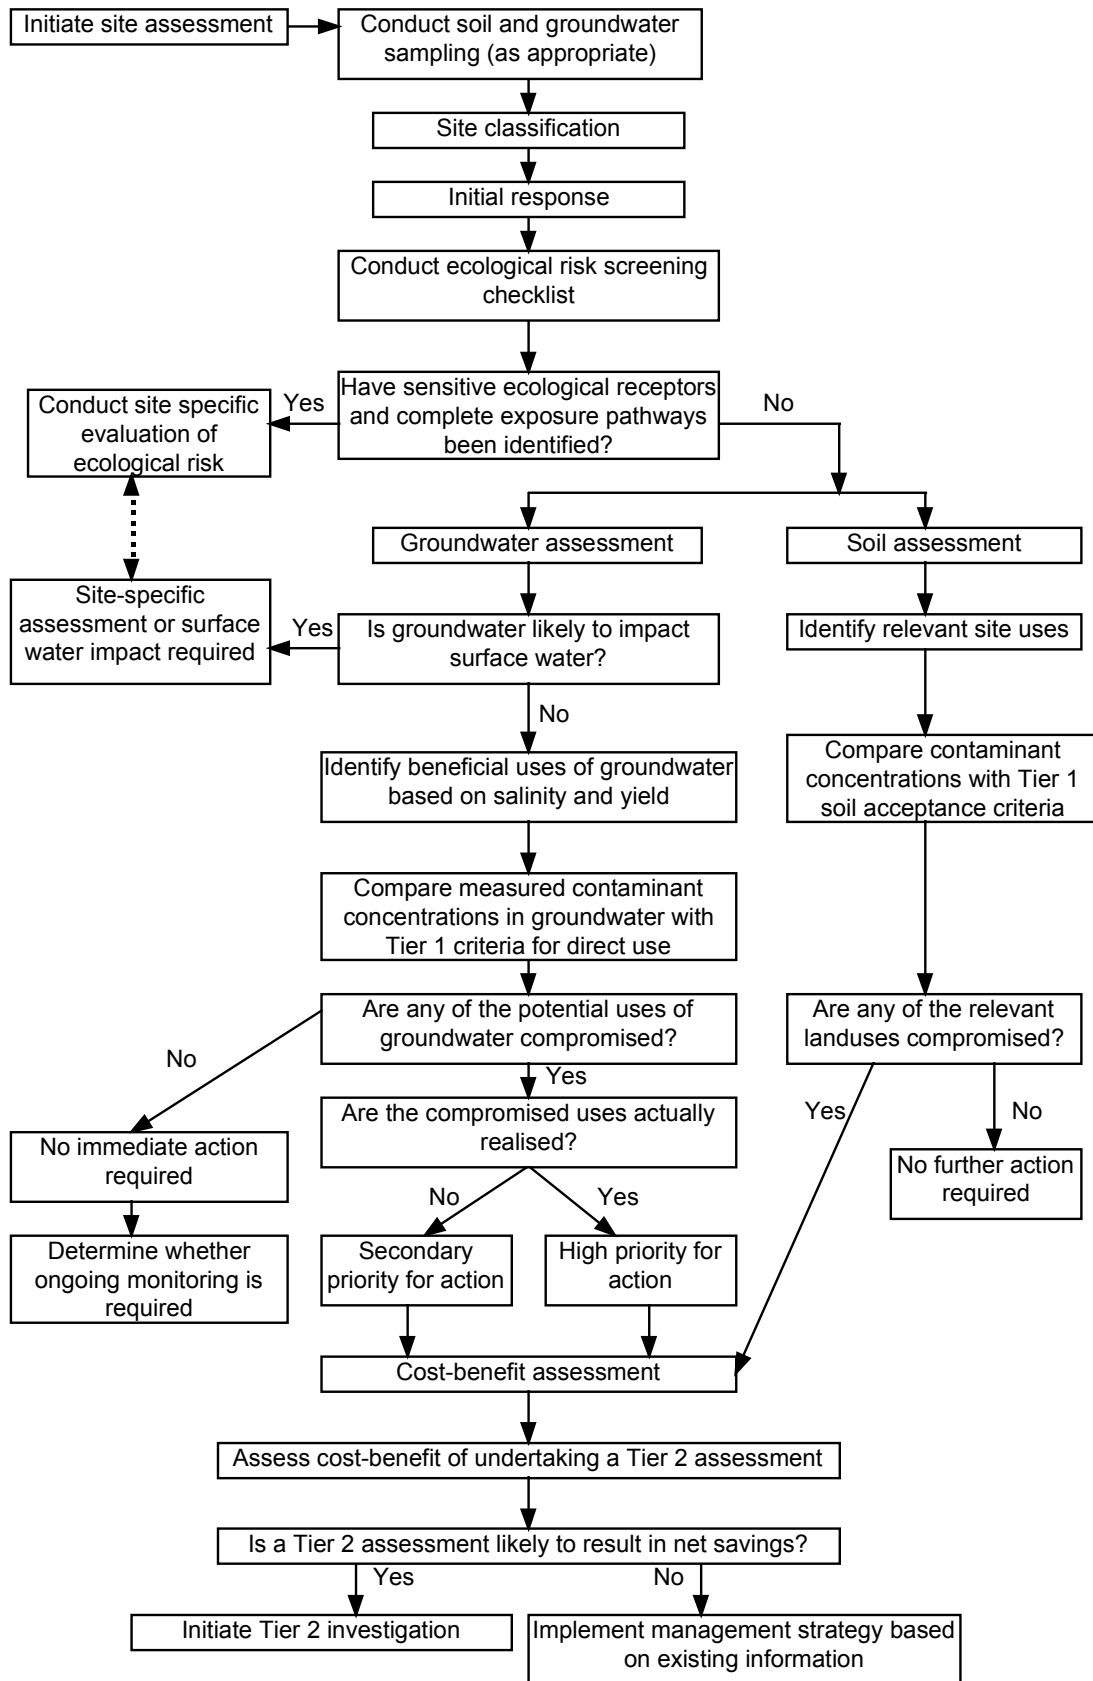 Initiate site assessment
Conduct soil and groundwater
sampling (as appropriate)
Site classification
Initial response
Conduct ecological risk screening
checklist
Have sensitive ecological receptors
and complete exposure pathways
been identified?
Yes
No
Conduct site specific
evaluation of
ecological risk
Groundwater assessment
Soil assessment
Site-specific
assessment or surface
water impact required
Yes
Is groundwater likely to impact
surface water?
Identify relevant site uses
No
Identify beneficial uses of groundwater
based on salinity and yield
Compare contaminant
concentrations with Tier 1
soil acceptance criteria
Compare measured contaminant
concentrations in groundwater with
Tier 1 criteria for direct use
Are any of the potential uses of
groundwater compromised?
Are any of the relevant
landuses compromised?
No
Yes
Yes
No
Are the compromised uses actually
realised?
No immediate action
required
No further action
required
No
Yes
Determine whether
ongoing monitoring is
required
Secondary
priority for action
High priority for
action
Cost-benefit assessment
Assess cost-benefit of undertaking a Tier 2 assessment
Is a Tier 2 assessment likely to result in net savings?
Yes
No
Initiate Tier 2 investigation
Implement management strategy based
on existing information